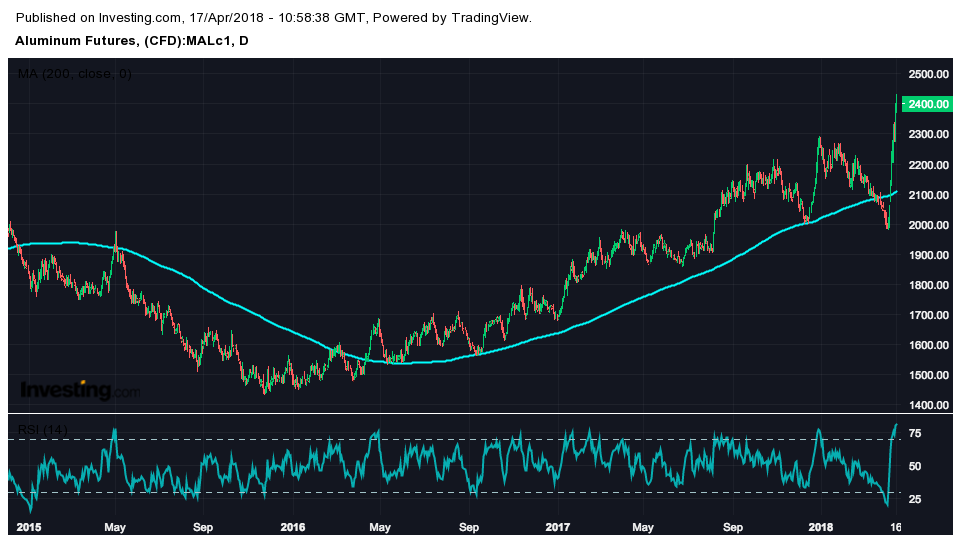 Published on Investing.com, 17/Apr/2018 - 10:58:38 GMT, Powered by TradingView.
Aluminum Futures, (CFD):MALc1, D
MA (200, close, 0)
2500.00
2400.00
2300.00
2200.00
2100.00
2000.00
1900.00
1800.00
1700.00
1600.00
1500.00
1400.00
Investing.com
RSI (14)
75
50
25
2015 May Sep 2016 May Sep 2017 May Sep 2018 16